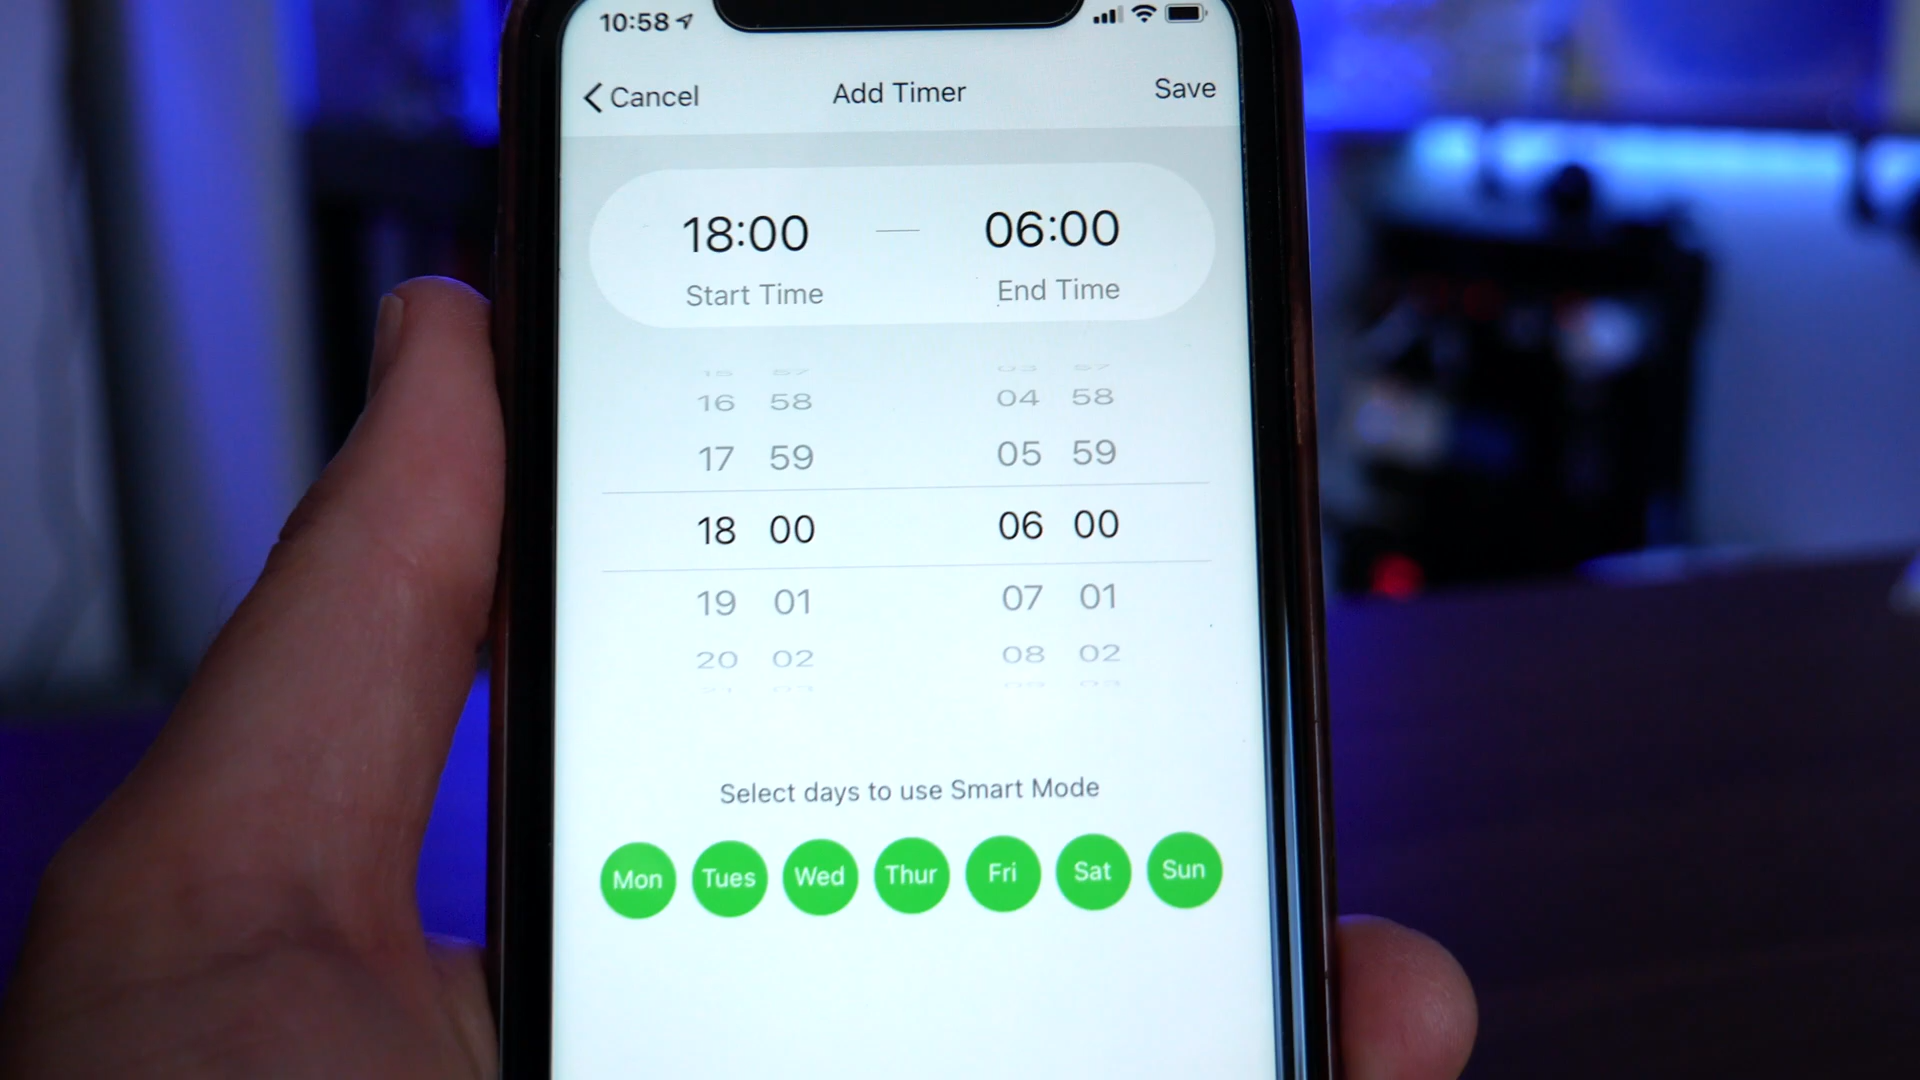 10:58
Cancel Add Timer Save
18:00 — 06:00
Start Time End Time
16 58 04 58
17 59 05 59
18 00 06 00
19 01 07 01
20 02 08 02
Select days to use Smart Mode
Mon Tues Wed Thur Fri Sat Sun